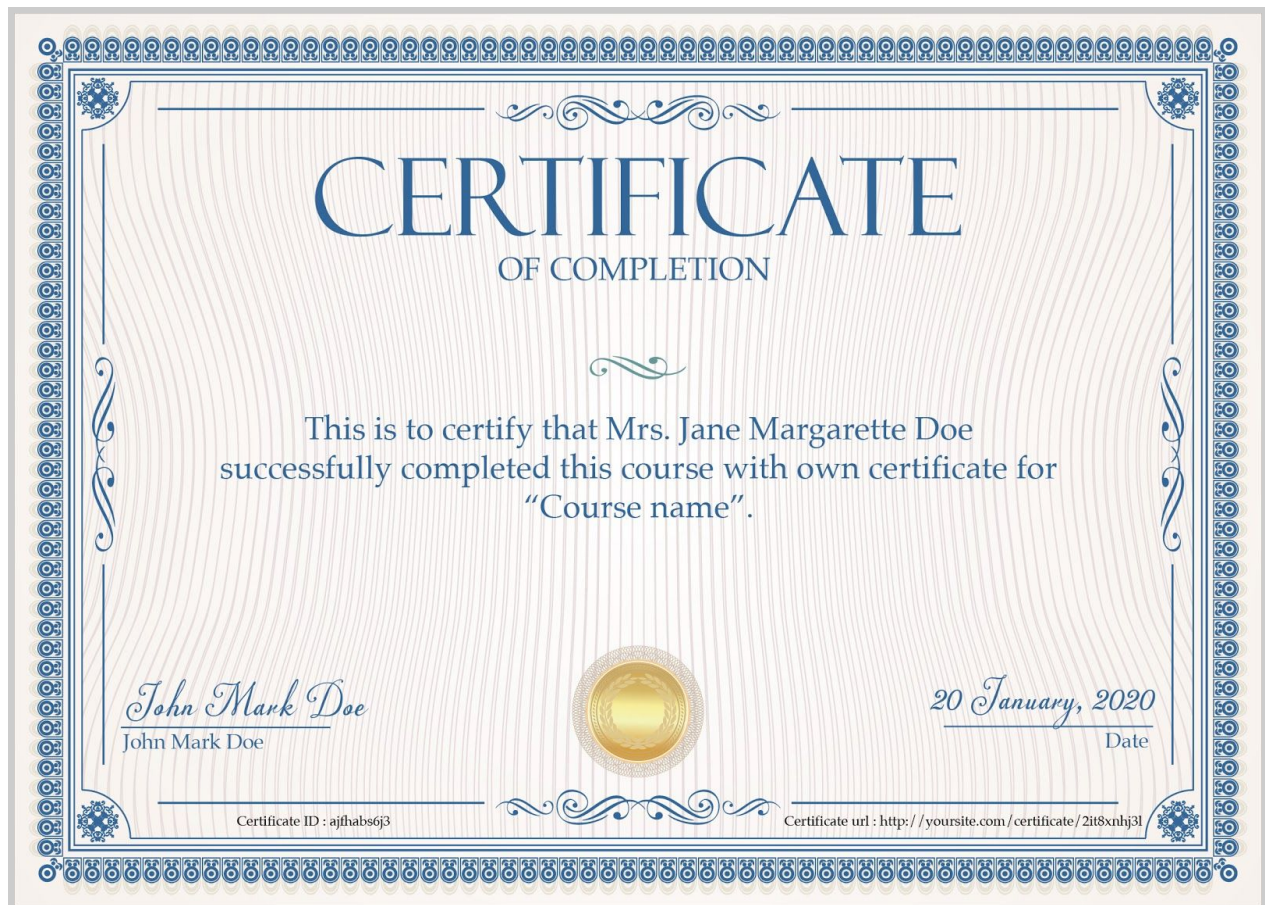 CERTIFICATE
OF COMPLETION
This is to certify that Mrs. Jane Margarette Doe
successfully completed this course with own certificate for
“Course name”.
John Mark Doe
John Mark Doe
20 January, 2020
Date
Certificate ID : ajfhabs6j3
Certificate url : http://yoursite.com/certificate/2it8xnhj3l